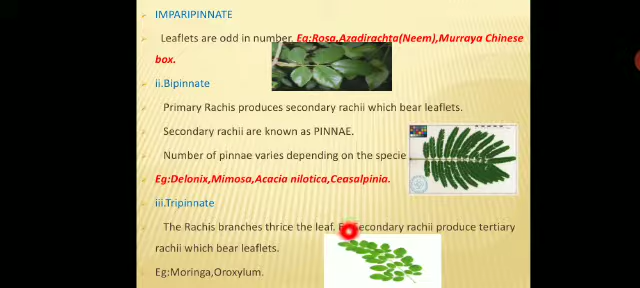 IMPARIPINNATE
Leaflets are odd in number. Eg:Rosa,Azadirachta(Neem),Murraya Chinese
box.
ii.Bipinnate
Primary Rachis produces secondary rachii which bear leaflets.
Secondary rachii are known as PINNAE.
Number of pinnae varies depending on the specie
Eg:Delonix,Mimosa,Acacia nilotica,Ceasalpinia.
iii.Tripinnate
The Rachis branches thrice the leaf. Secondary rachii produce tertiary
rachii which bear leaflets.
Eg:Moringa,Oroxylum.